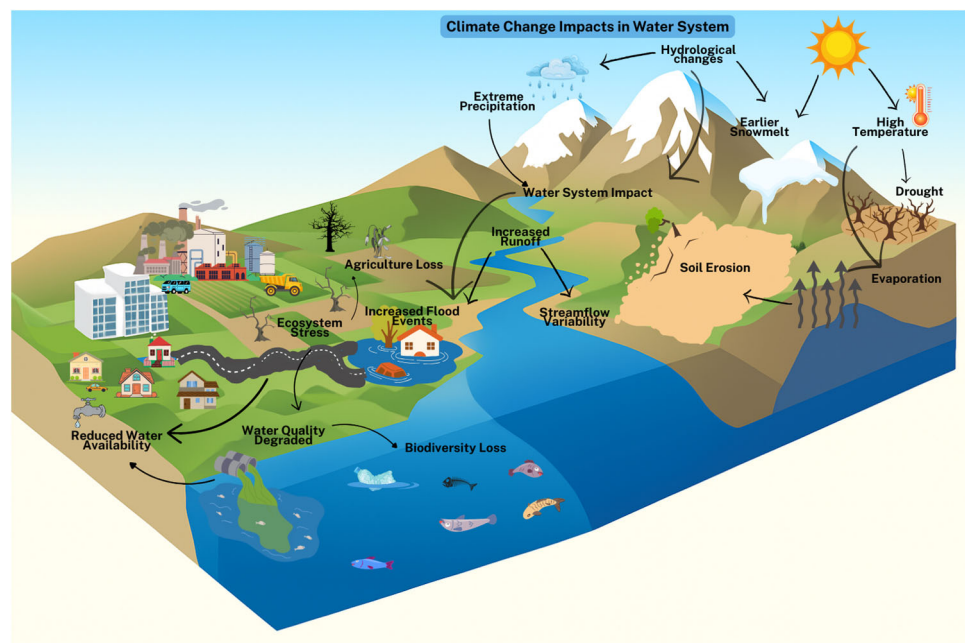 Climate Change Impacts in Water System
Hydrological
changes
Extreme
Precipitation
Earlier
Snowmelt
High
Temperature
Drought
Water System Impact
Increased
Runoff
Agriculture Loss
Soil Erosion
Evaporation
Increased Flood
Events
Streamflow
Variability
Ecosystem
Stress
Reduced Water
Availability
Water Quality
Degraded
Biodiversity Loss